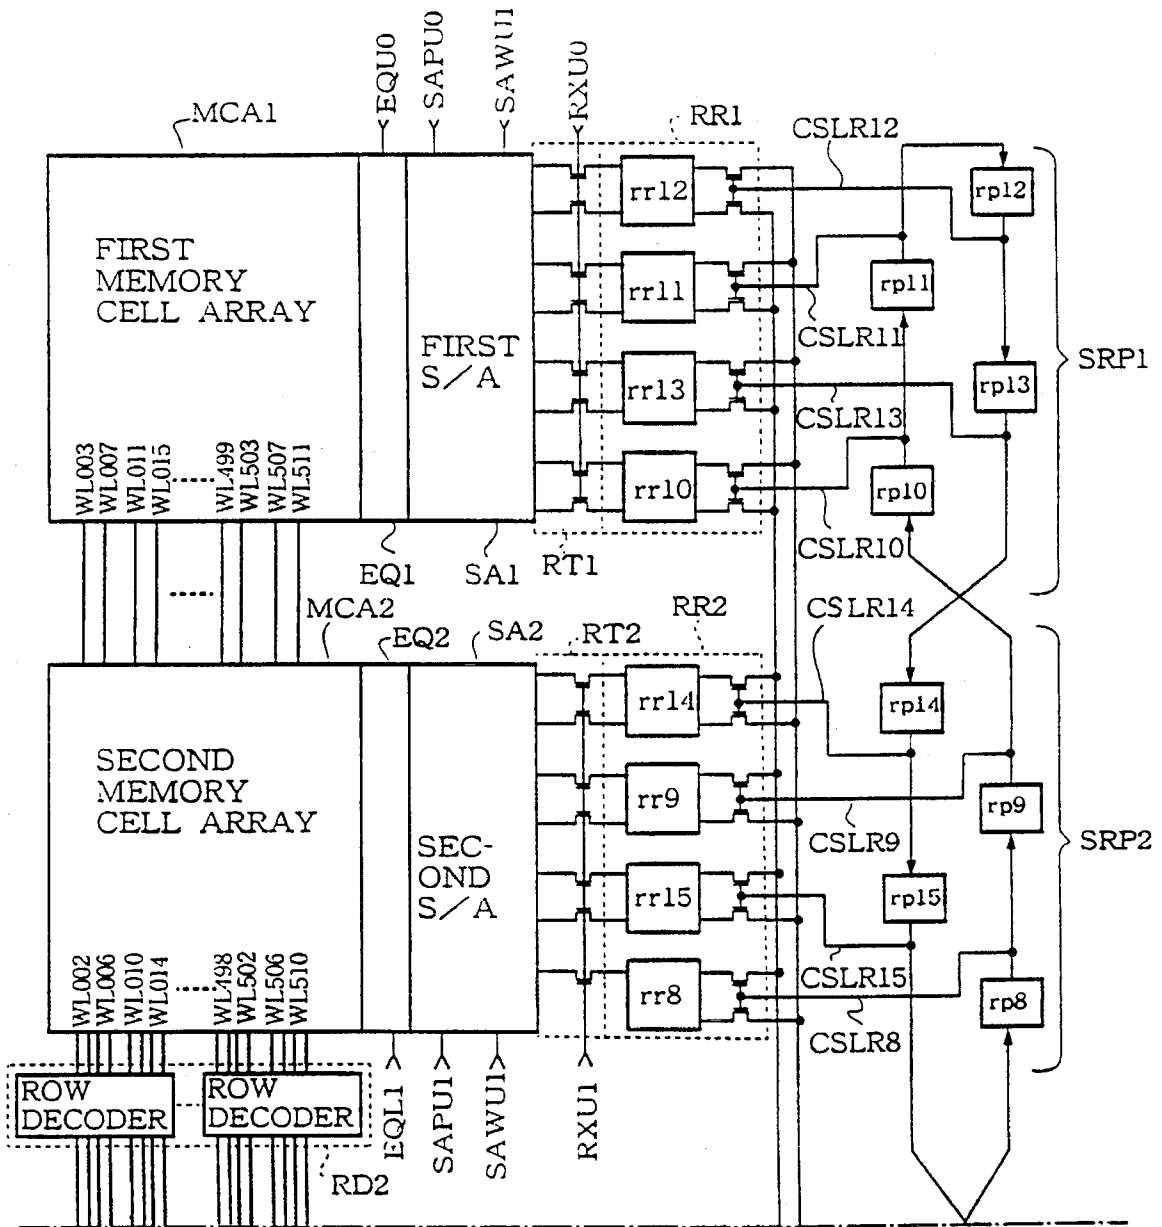 EQU0
SAPU0
SAWU1
RXU0
MCA1
RR1
CSLR12
rr12
rp12
FIRST
MEMORY
CELL ARRAY
rr11
rp11
CSLR11
FIRST
S/A
rr13
rp13
SRP1
CSLR13
WL003
WL007
WL011
WL015
WL499
WL503
WL507
WL511
rr10
rp10
CSLR10
EQ1
SA1
RT1
MCA2
EQ2
SA2
RT2
RR2
CSLR14
rr14
rp14
SECOND
MEMORY
CELL ARRAY
rr9
rp9
CSLR9
SRP2
SEC-
OND
S/A
rr15
rp15
CSLR15
WL002
WL006
WL010
WL014
WL498
WL502
WL506
WL510
rr8
rp8
CSLR8
ROW
DECODER
ROW
DECODER
EQL1
SAPU1
SAWU1
RXU1
RD2